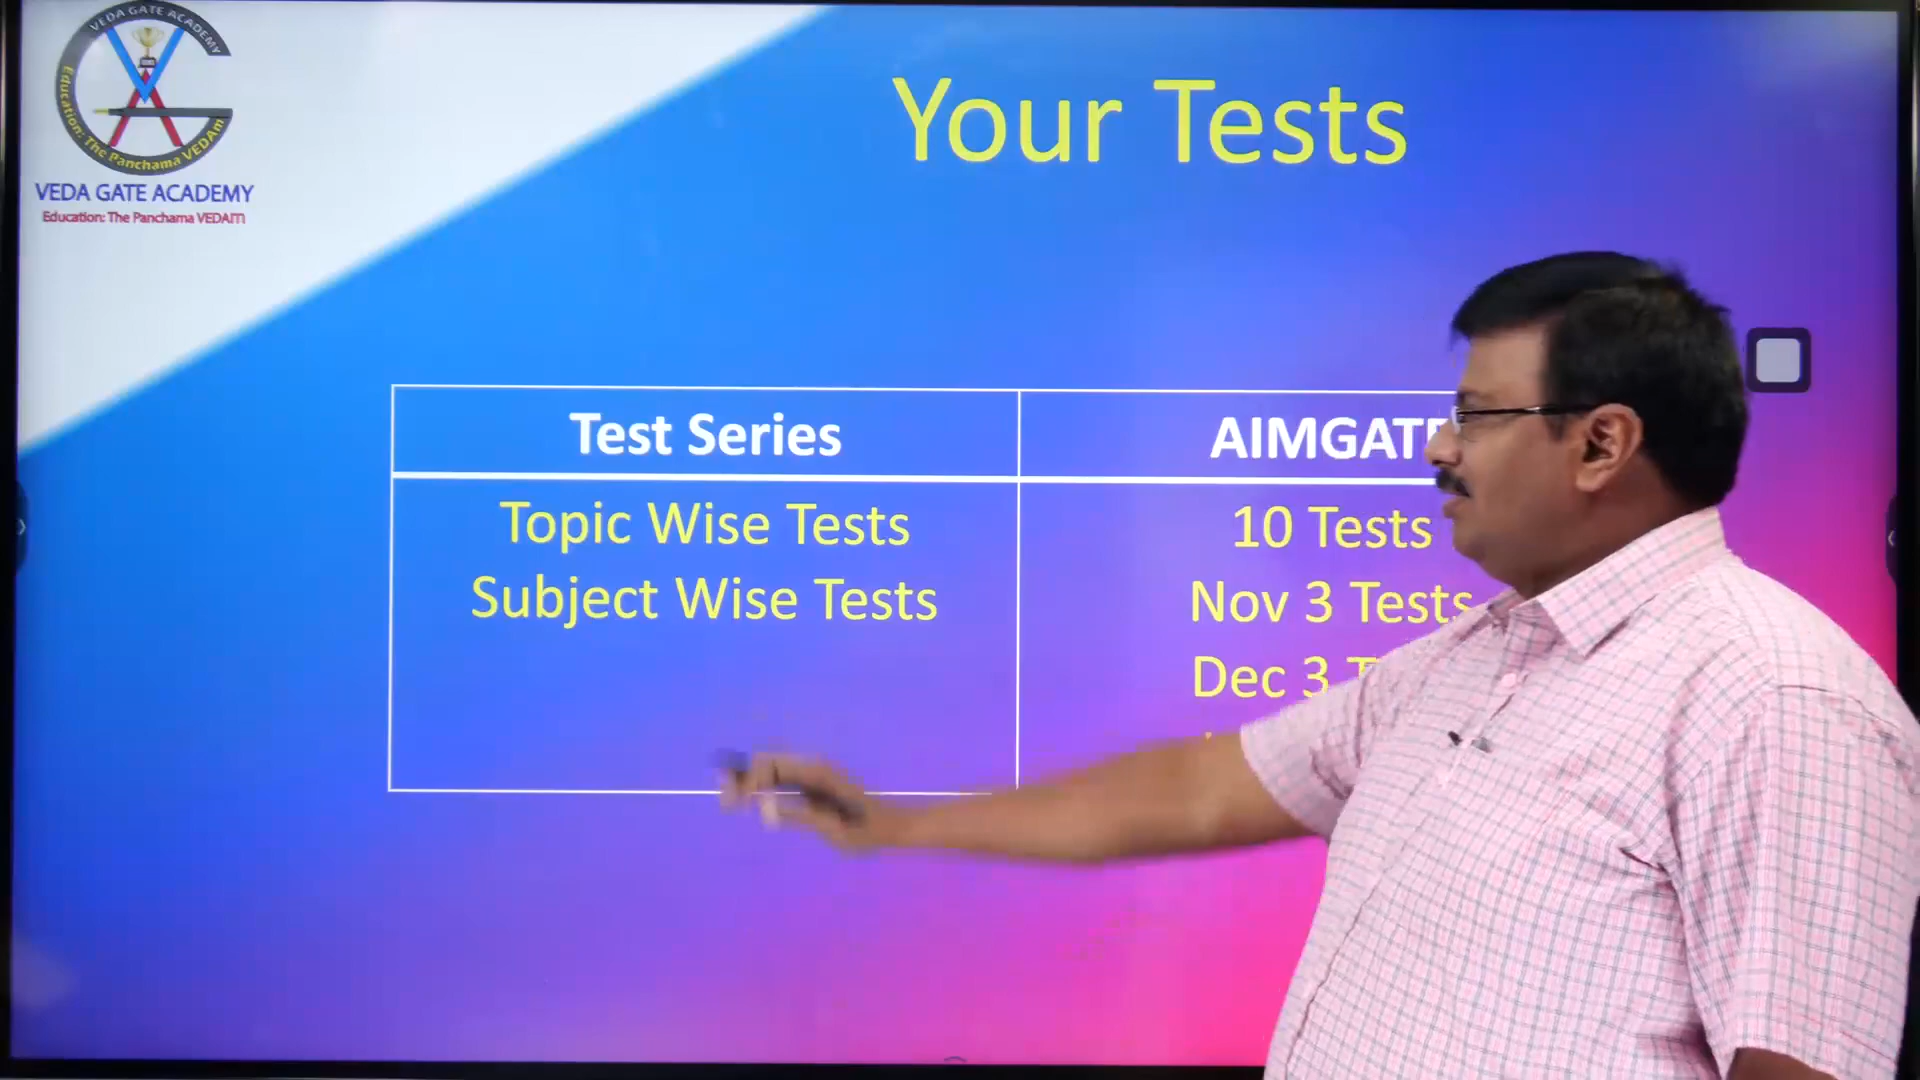 VEDA GATE ACADEMY
Education: The Panchama VEDAm
VEDA GATE ACADEMY
Education: The Panchama VEDAm
Your Tests
Test Series
AIMGATE
Topic Wise Tests
10 Tests
Subject Wise Tests
Nov 3 Tests
Dec 3